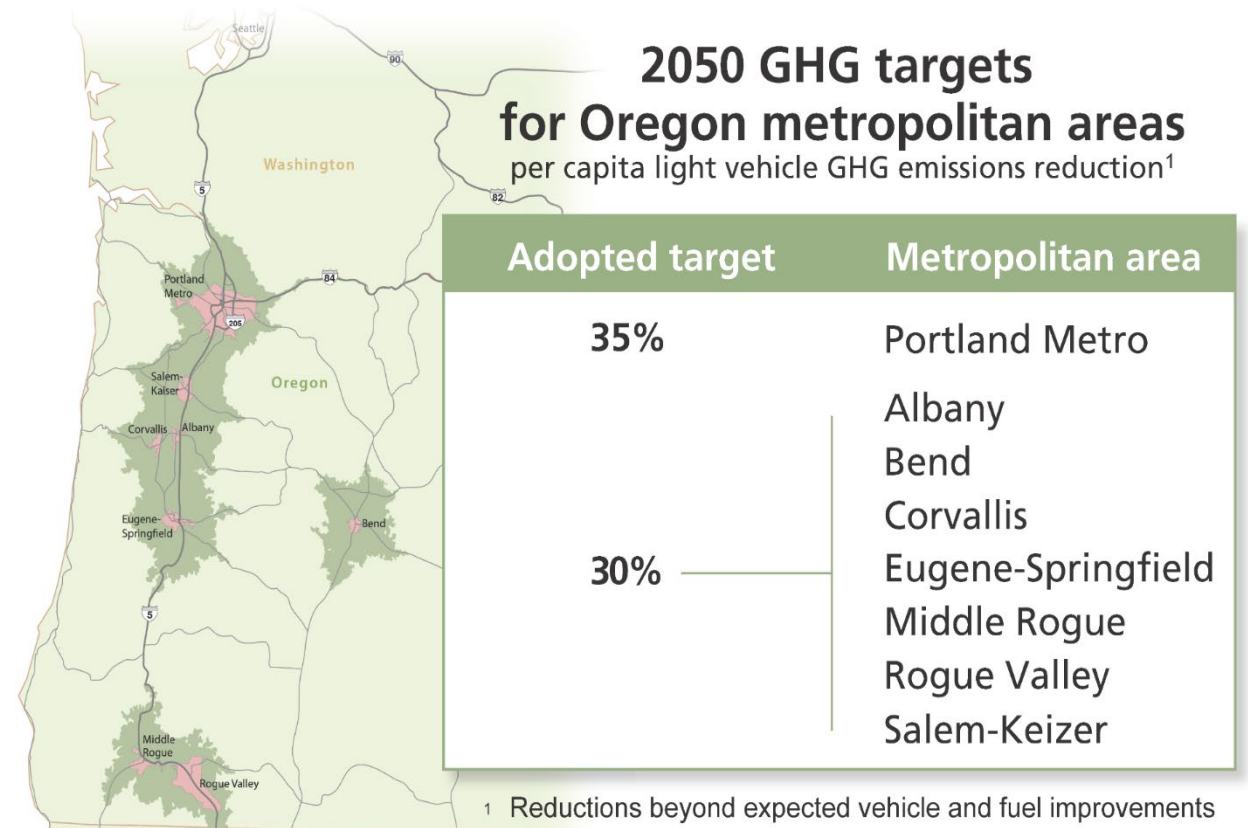 2050 GHG targets
for Oregon metropolitan areas
per capita light vehicle GHG emissions reduction¹
Adopted target
Metropolitan area
35%
Portland Metro
30%
Albany
Bend
Corvallis
Eugene-Springfield
Middle Rogue
Rogue Valley
Salem-Keizer
¹ Reductions beyond expected vehicle and fuel improvements
Seattle
90
Washington
5
82
Portland
Metro
84
205
Salem-
Kaiser
Oregon
Corvallis
Albany
Eugene-
Springfield
Bend
5
Middle
Rogue
Rogue Valley